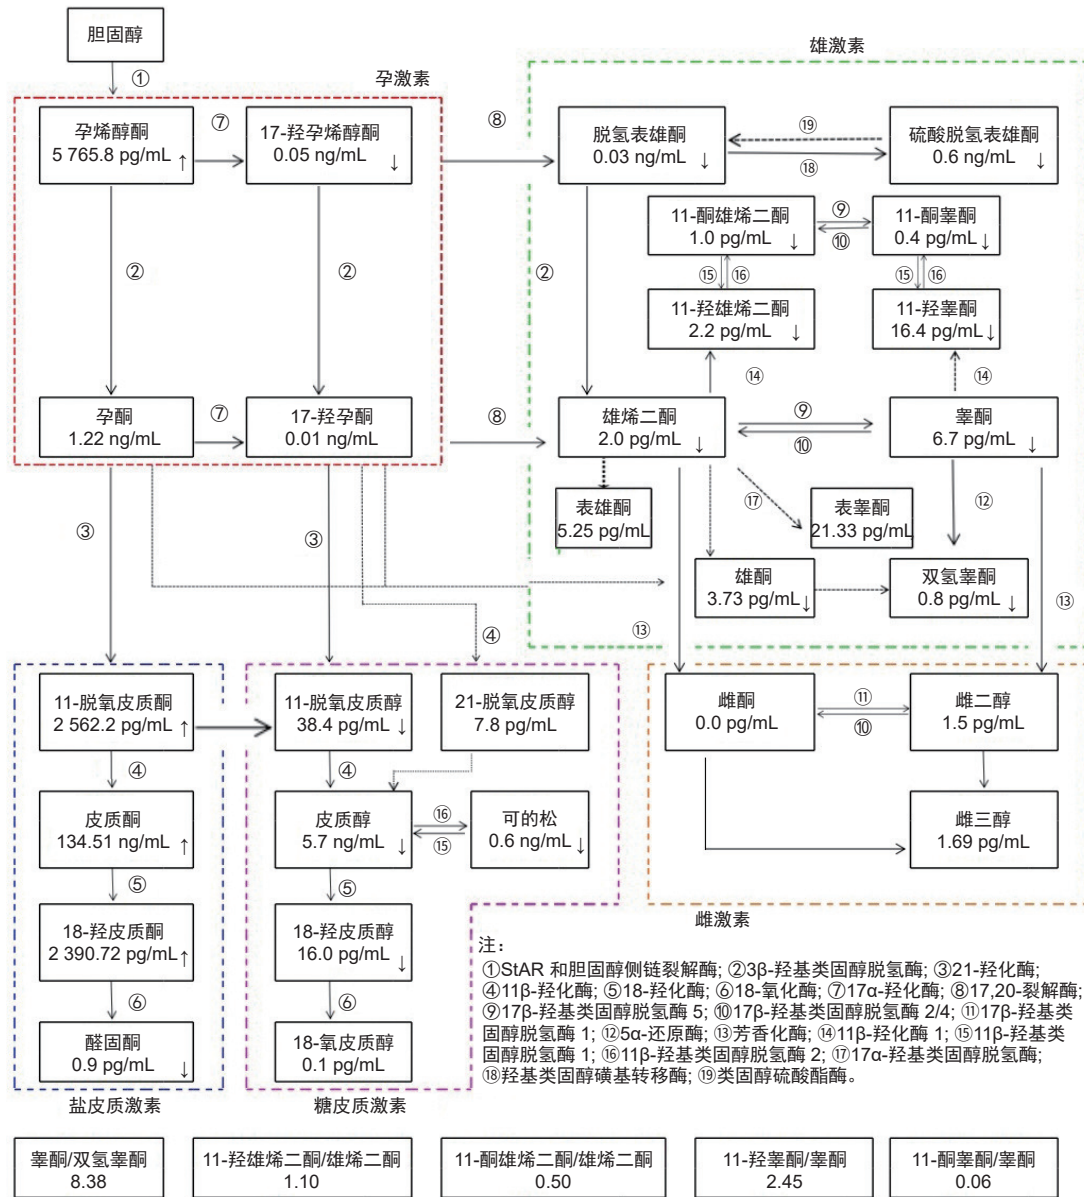 胆固醇
①
孕激素
雄激素
孕烯醇酮
5 765.8 pg/mL ↑
⑦
17-羟孕烯醇酮
0.05 ng/mL ↓
⑧
脱氢表雄酮
0.03 ng/mL ↓
⑲
⑱
硫酸脱氢表雄酮
0.6 ng/mL ↓
②
②
②
11-酮雄烯二酮
1.0 pg/mL ↓
⑨
⑩
11-酮睾酮
0.4 pg/mL ↓
⑮ ⑯
⑮ ⑯
11-羟雄烯二酮
2.2 pg/mL ↓
11-羟睾酮
16.4 pg/mL ↓
⑭
⑭
孕酮
1.22 ng/mL
⑦
17-羟孕酮
0.01 ng/mL
⑧
雄烯二酮
2.0 pg/mL ↓
⑨
⑩
睾酮
6.7 pg/mL ↓
③
③
表雄酮
5.25 pg/mL
⑰
表睾酮
21.33 pg/mL
⑫
雄酮
3.73 pg/mL ↓
双氢睾酮
0.8 pg/mL ↓
④
⑬
⑬
11-脱氧皮质酮
2 562.2 pg/mL ↑
11-脱氧皮质醇
38.4 pg/mL ↓
21-脱氧皮质醇
7.8 pg/mL
雌酮
0.0 pg/mL
⑪
⑩
雌二醇
1.5 pg/mL
④
④
皮质酮
134.51 ng/mL ↑
皮质醇
5.7 ng/mL ↓
⑯
⑮
可的松
0.6 ng/mL ↓
雌三醇
1.69 pg/mL
⑤
⑤
18-羟皮质酮
2 390.72 pg/mL ↑
18-羟皮质醇
16.0 pg/mL ↓
雌激素
⑥
⑥
醛固酮
0.9 pg/mL ↓
18-氧皮质醇
0.1 pg/mL
盐皮质激素
糖皮质激素
注：
①StAR 和胆固醇侧链裂解酶; ②3β-羟基类固醇脱氢酶; ③21-羟化酶;
④11β-羟化酶; ⑤18-羟化酶; ⑥18-氧化酶; ⑦17α-羟化酶; ⑧17,20-裂解酶;
⑨17β-羟基类固醇脱氢酶 5; ⑩17β-羟基类固醇脱氢酶 2/4; ⑪17β-羟基类
固醇脱氢酶 1; ⑫5α-还原酶; ⑬芳香化酶; ⑭11β-羟化酶 1; ⑮11β-羟基类
固醇脱氢酶 1; ⑯11β-羟基类固醇脱氢酶 2; ⑰17α-羟基类固醇脱氢酶;
⑱羟基类固醇磺基转移酶; ⑲类固醇硫酸酯酶。
睾酮/双氢睾酮
8.38
11-羟雄烯二酮/雄烯二酮
1.10
11-酮雄烯二酮/雄烯二酮
0.50
11-羟睾酮/睾酮
2.45
11-酮睾酮/睾酮
0.06